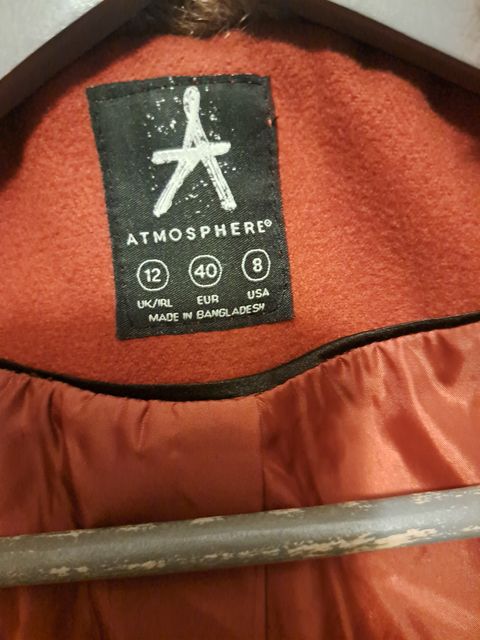 ATMOSPHERE®
12 40 8
UK/IRL EUR USA
MADE IN BANGLADESH